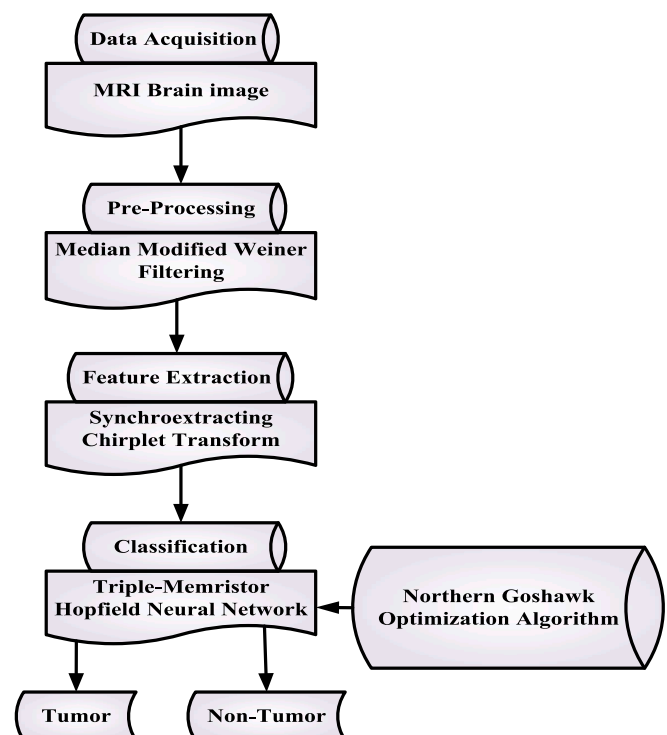 Data Acquisition
MRI Brain image
Pre-Processing
Median Modified Weiner
Filtering
Feature Extraction
Synchroextracting
Chirplet Transform
Classification
Triple-Memristor
Hopfield Neural Network
Northern Goshawk
Optimization Algorithm
Tumor
Non-Tumor